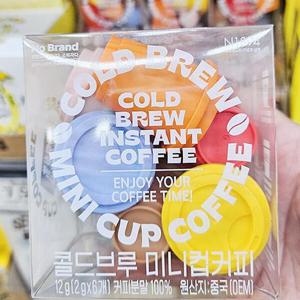 No Brand
COLD BREW
MINI CUP COFFEE
COLD
BREW
INSTANT
COFFEE
ENJOY YOUR
COFFEE TIME!
콜드브루 미니컵커피
12g(2g x 6개) 커피분말 100% 원산지:중국(OEM)